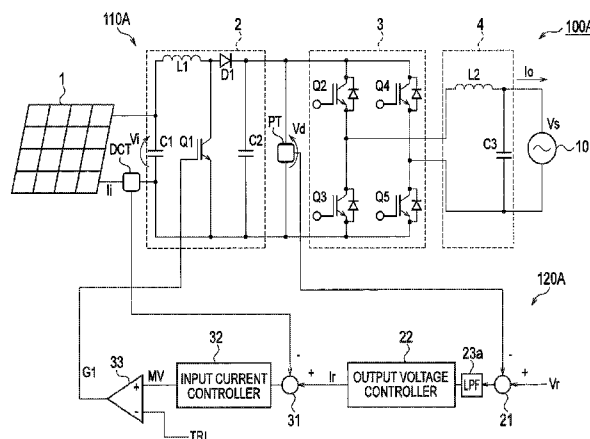 110A
2
3
4
100A
1
L1
D1
Q2
Q4
L2
Io
PT
Vd
Vi
C1
Q1
C2
C3
Vs
10
DCT
Ii
Q3
Q5
120A
32
22
23a
G1
33
MV
INPUT CURRENT
CONTROLLER
Ir
OUTPUT VOLTAGE
CONTROLLER
LPF
Vr
31
21
TRI
+
-
-
+
-
+